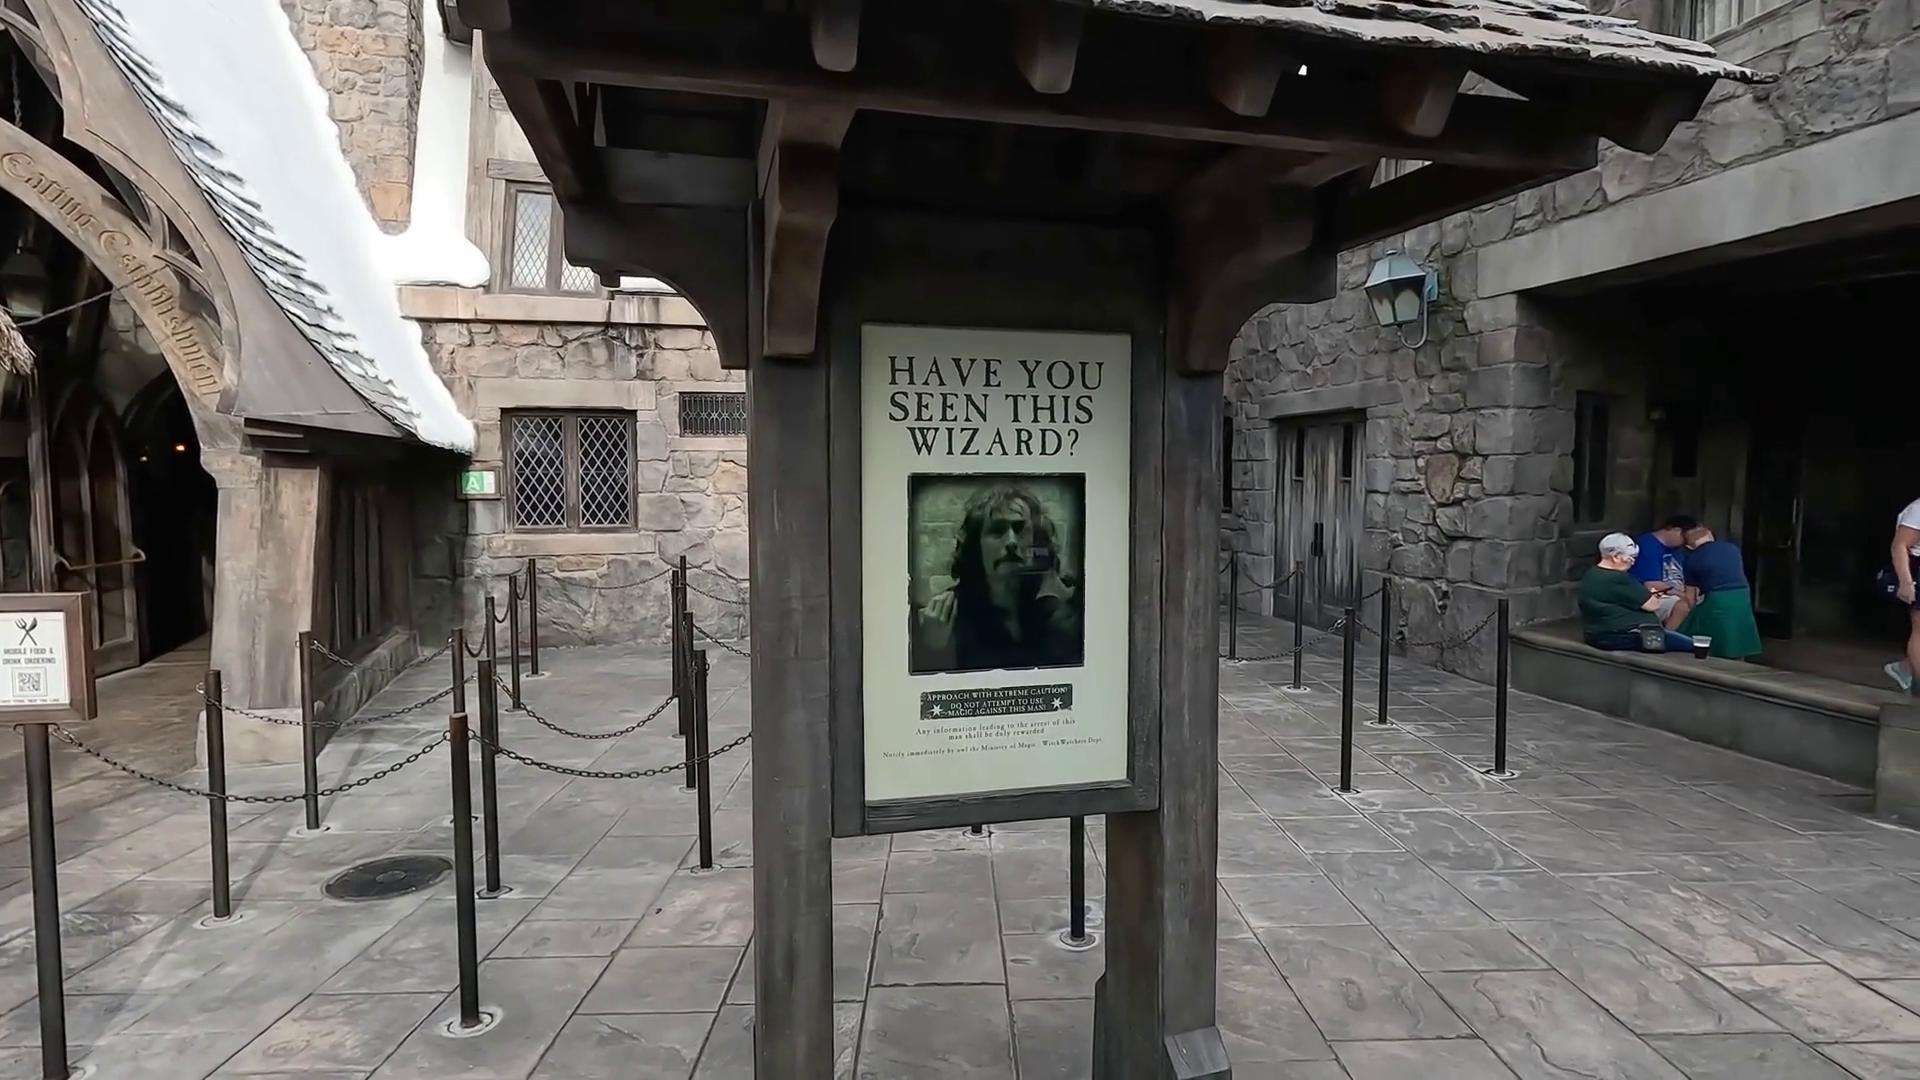 Eating Establishment
HAVE YOU
SEEN THIS
WIZARD?
APPROACH WITH EXTREME CAUTION!
DO NOT ATTEMPT TO USE
MAGIC AGAINST THIS MAN!
Any information leading to the arrest of this
man shall be duly rewarded
Notify immediately by owl the Ministry of Magic - WitchWatchers Dept.
A
MOBILE FOOD &
DRINK ORDERING